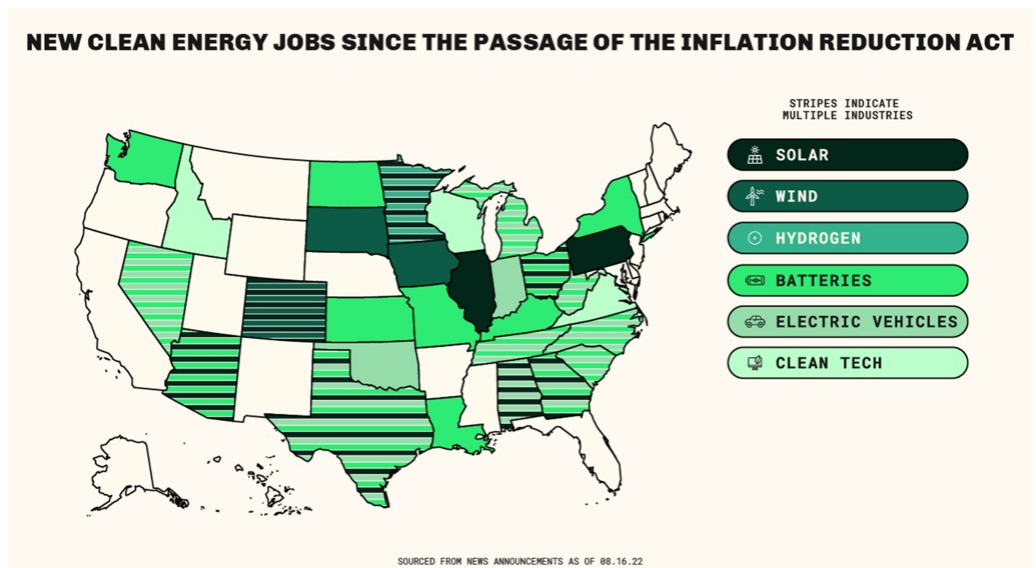 NEW CLEAN ENERGY JOBS SINCE THE PASSAGE OF THE INFLATION REDUCTION ACT
STRIPES INDICATE
MULTIPLE INDUSTRIES
SOLAR
WIND
HYDROGEN
BATTERIES
ELECTRIC VEHICLES
CLEAN TECH
SOURCED FROM NEWS ANNOUNCEMENTS AS OF 08.16.22